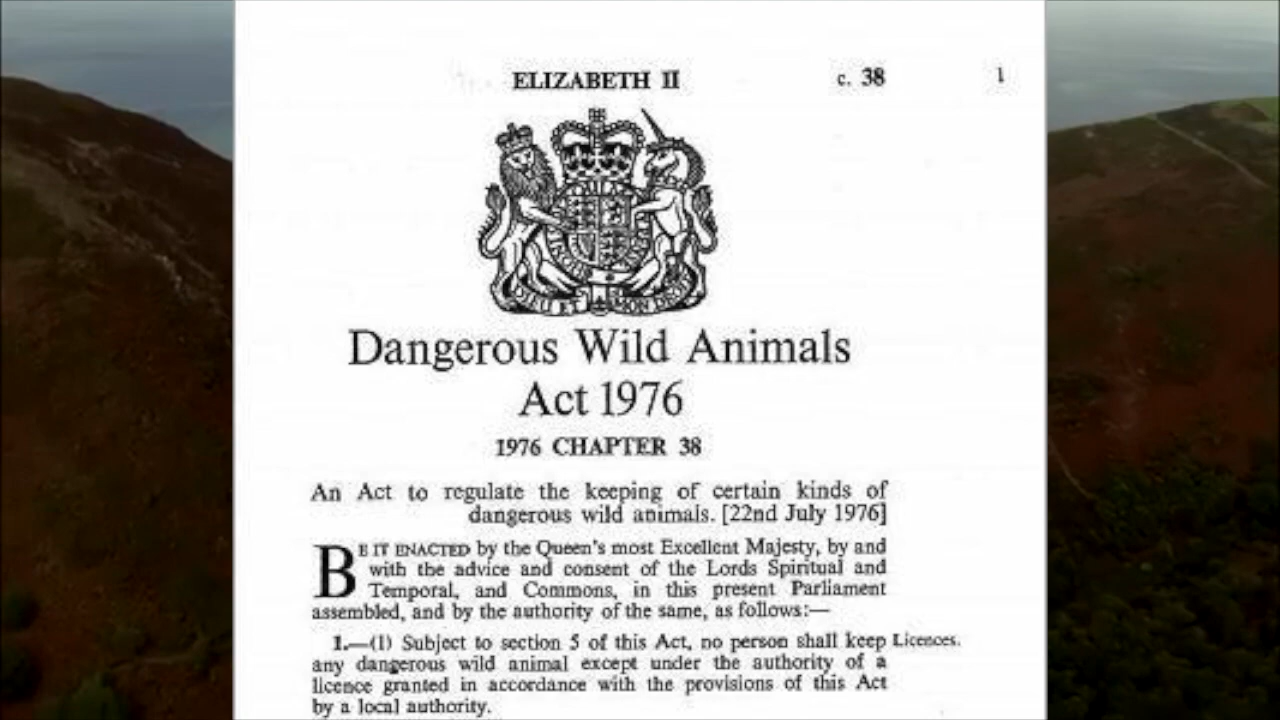 ELIZABETH II c. 38 1
DIEU ET MON DROIT
Dangerous Wild Animals
Act 1976
1976 CHAPTER 38
An Act to regulate the keeping of certain kinds of
dangerous wild animals. [22nd July 1976]
BE IT ENACTED by the Queen's most Excellent Majesty, by and
with the advice and consent of the Lords Spiritual and
Temporal, and Commons, in this present Parliament
assembled, and by the authority of the same, as follows:—
1.—(1) Subject to section 5 of this Act, no person shall keep Licences.
any dangerous wild animal except under the authority of a
licence granted in accordance with the provisions of this Act
by a local authority.